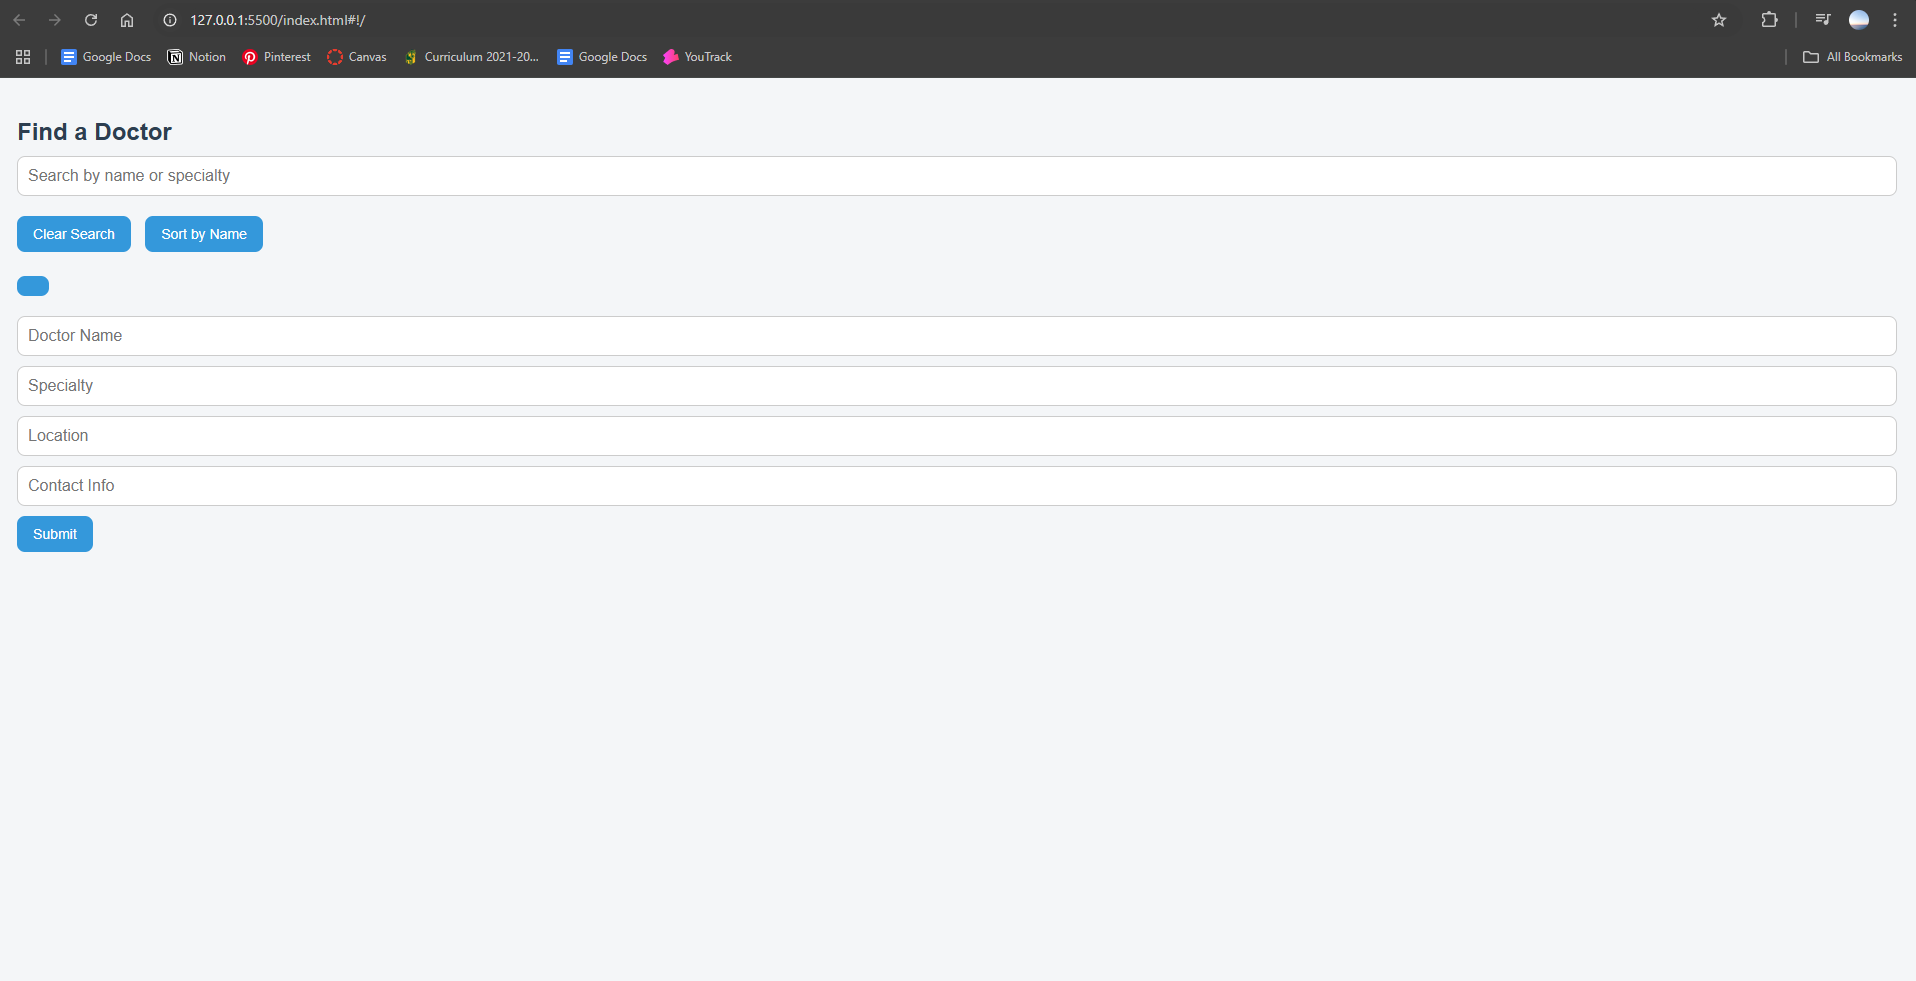 127.0.0.1:5500/index.html#!/
Google Docs Notion Pinterest Canvas Curriculum 2021-20... Google Docs YouTrack All Bookmarks
Find a Doctor
Search by name or specialty
Clear Search Sort by Name
Doctor Name
Specialty
Location
Contact Info
Submit